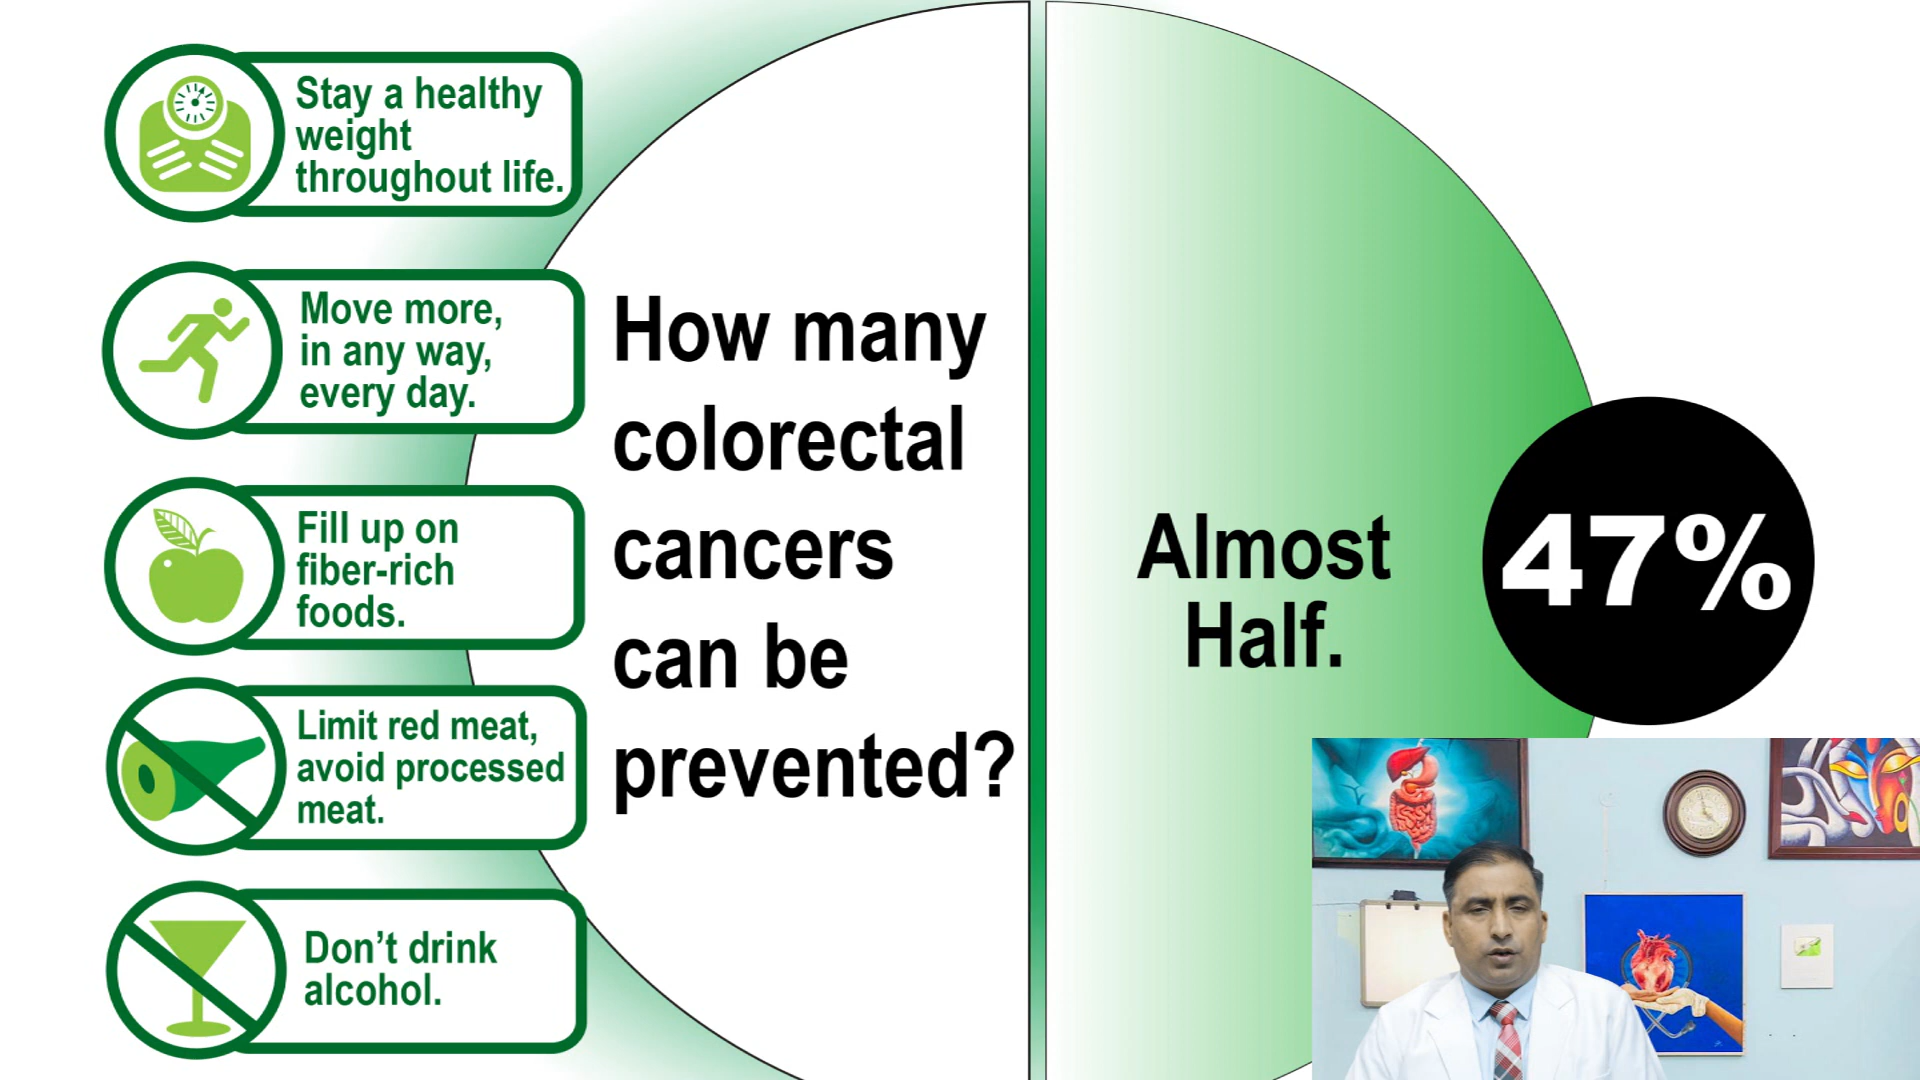 Stay a healthy
weight
throughout life.
Move more,
in any way,
every day.
Fill up on
fiber-rich
foods.
Limit red meat,
avoid processed
meat.
Don’t drink
alcohol.
How many
colorectal
cancers
can be
prevented?
Almost
Half.
47%